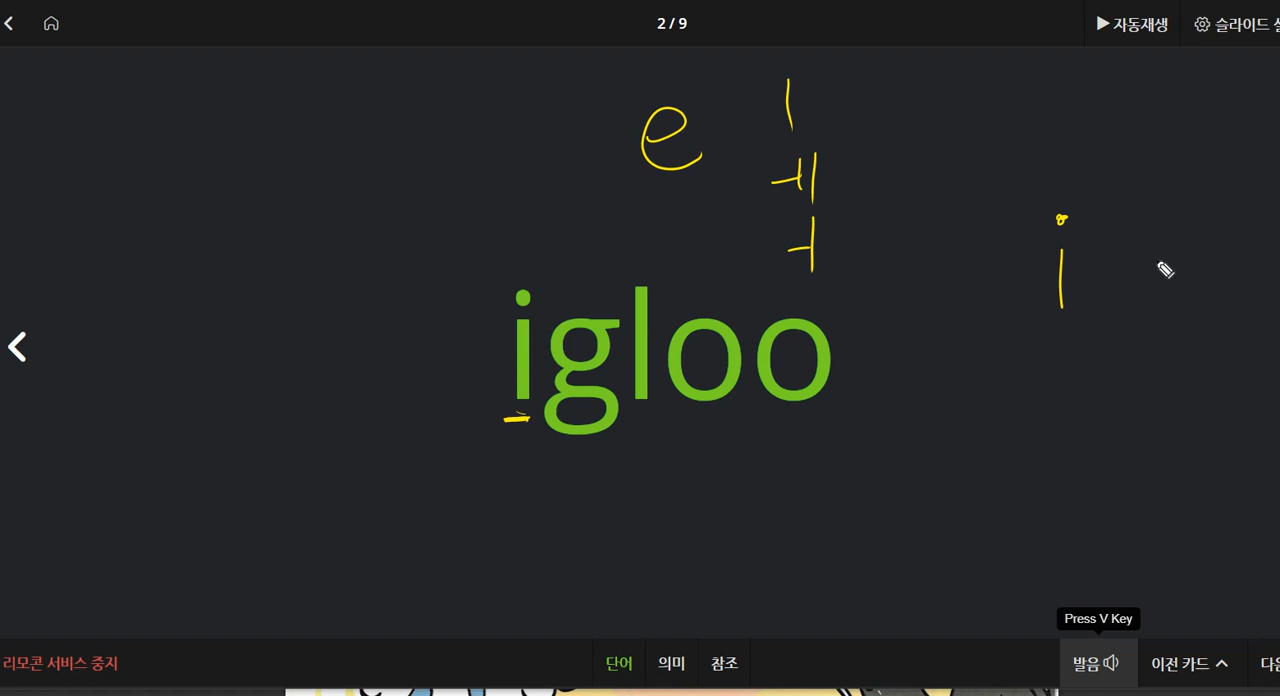 2 / 9
▶ 자동재생
슬라이드
e
ㅣ
ㅔ
ㅓ
i
igloo
Press V Key
리모콘 서비스 중지
단어
의미
참조
발음
이전 카드